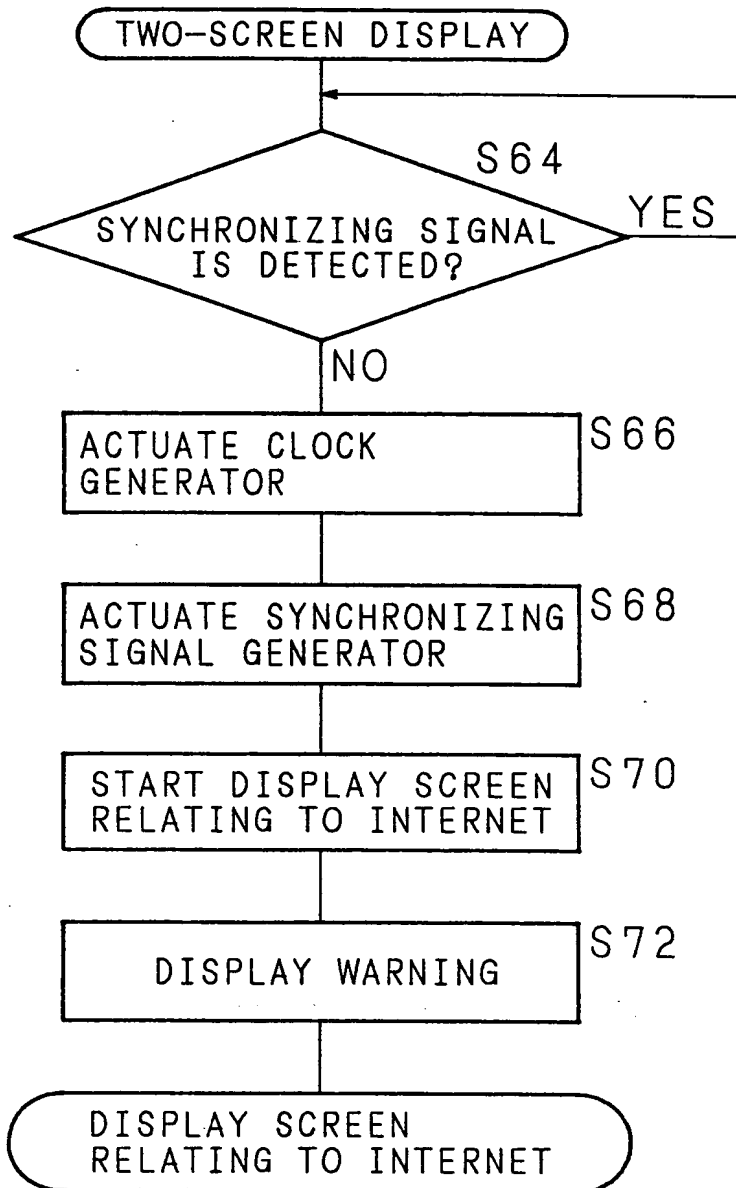 TWO-SCREEN DISPLAY
S64
SYNCHRONIZING SIGNAL
IS DETECTED?
YES
NO
S66
ACTUATE CLOCK
GENERATOR
S68
ACTUATE SYNCHRONIZING
SIGNAL GENERATOR
S70
START DISPLAY SCREEN
RELATING TO INTERNET
S72
DISPLAY WARNING
DISPLAY SCREEN
RELATING TO INTERNET